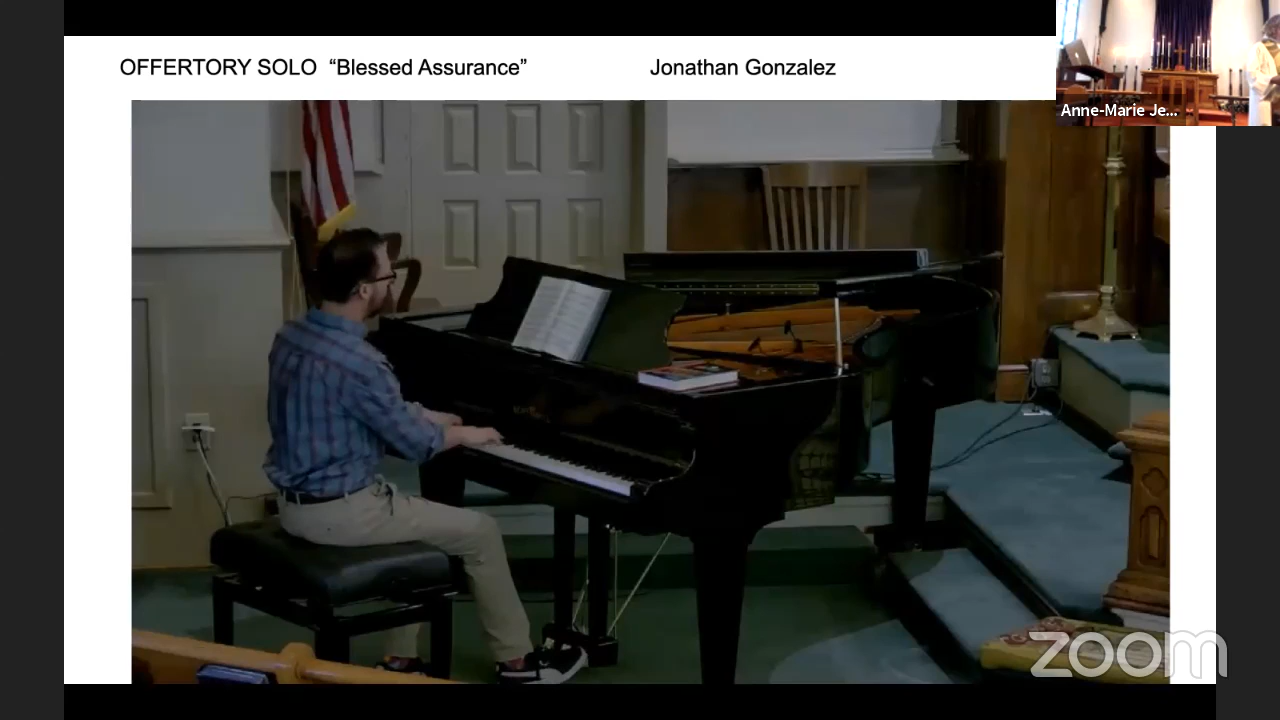 OFFERTORY SOLO “Blessed Assurance” Jonathan Gonzalez
Anne-Marie Je...
zoom